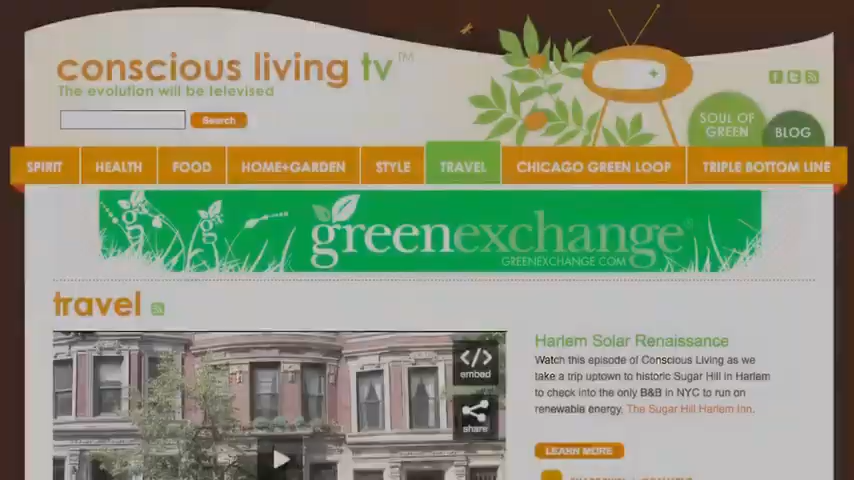 conscious living tv™
The evolution will be televised
Search
SOUL OF GREEN
BLOG
SPIRIT HEALTH FOOD HOME+GARDEN STYLE TRAVEL CHICAGO GREEN LOOP TRIPLE BOTTOM LINE
greenexchange®
GREENEXCHANGE.COM
travel
embed
share
Harlem Solar Renaissance
Watch this episode of Conscious Living as we
take a trip uptown to historic Sugar Hill in Harlem
to check into the only B&B in NYC to run on
renewable energy, The Sugar Hill Harlem Inn.
LEARN MORE